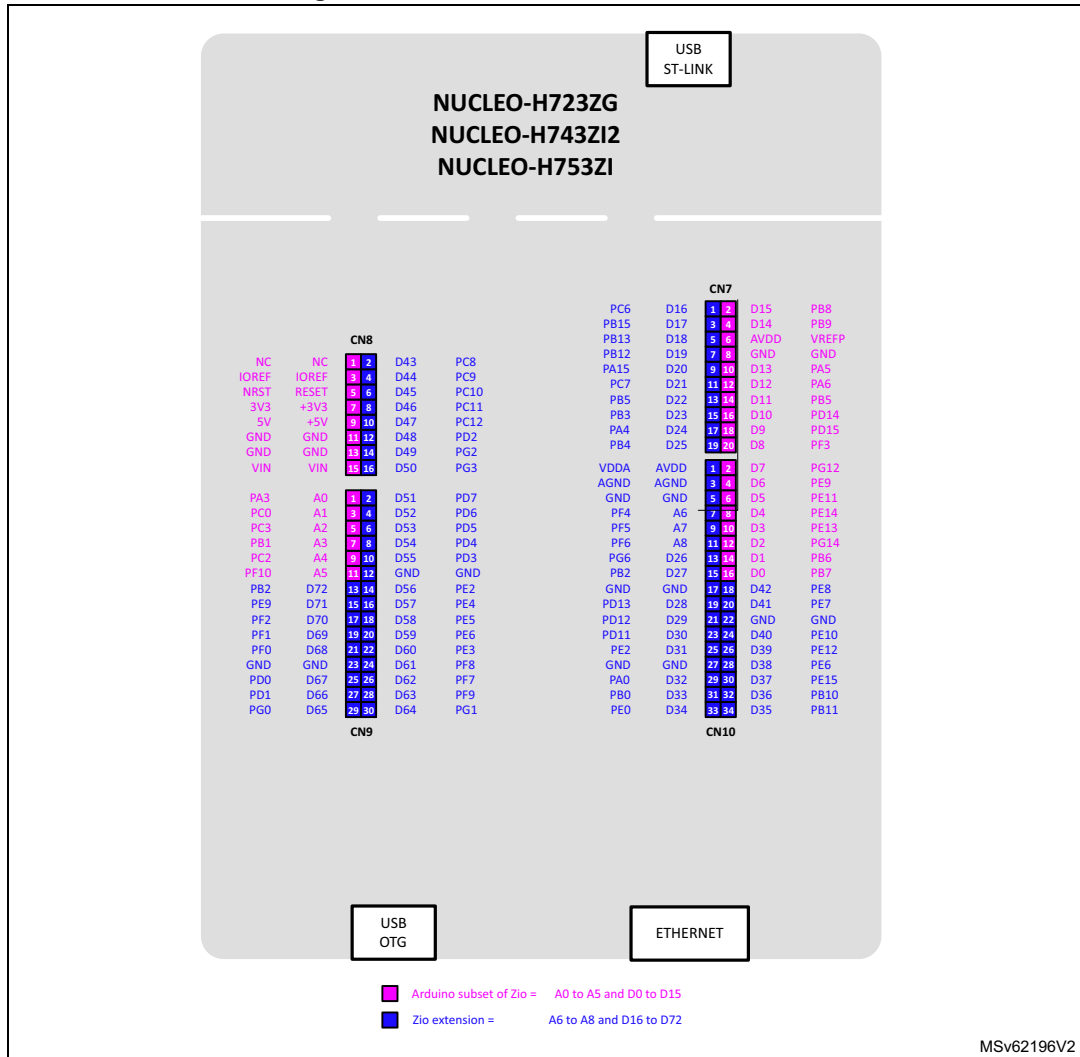 USB
ST-LINK
NUCLEO-H723ZG
NUCLEO-H743ZI2
NUCLEO-H753ZI
CN8
NC NC 1 2 D43 PC8
IOREF IOREF 3 4 D44 PC9
NRST RESET 5 6 D45 PC10
3V3 +3V3 7 8 D46 PC11
5V +5V 9 10 D47 PC12
GND GND 11 12 D48 PD2
GND GND 13 14 D49 PG2
VIN VIN 15 16 D50 PG3
PA3 A0 1 2 D51 PD7
PC0 A1 3 4 D52 PD6
PC3 A2 5 6 D53 PD5
PB1 A3 7 8 D54 PD4
PC2 A4 9 10 D55 PD3
PF10 A5 11 12 GND GND
PB2 D72 13 14 D56 PE2
PE9 D71 15 16 D57 PE4
PF2 D70 17 18 D58 PE5
PF1 D69 19 20 D59 PE6
PF0 D68 21 22 D60 PE3
GND GND 23 24 D61 PF8
PD0 D67 25 26 D62 PF7
PD1 D66 27 28 D63 PF9
PG0 D65 29 30 D64 PG1
CN9
CN7
PC6 D16 1 2 D15 PB8
PB15 D17 3 4 D14 PB9
PB13 D18 5 6 AVDD VREFP
PB12 D19 7 8 GND GND
PA15 D20 9 10 D13 PA5
PC7 D21 11 12 D12 PA6
PB5 D22 13 14 D11 PB5
PB3 D23 15 16 D10 PD14
PA4 D24 17 18 D9 PD15
PB4 D25 19 20 D8 PF3
VDDA AVDD 1 2 D7 PG12
AGND AGND 3 4 D6 PE9
GND GND 5 6 D5 PE11
PF4 A6 7 8 D4 PE14
PF5 A7 9 10 D3 PE13
PF6 A8 11 12 D2 PG14
PG6 D26 13 14 D1 PB6
PB2 D27 15 16 D0 PB7
GND GND 17 18 D42 PE8
PD13 D28 19 20 D41 PE7
PD12 D29 21 22 GND GND
PD11 D30 23 24 D40 PE10
PE2 D31 25 26 D39 PE12
GND GND 27 28 D38 PE6
PA0 D32 29 30 D37 PE15
PB0 D33 31 32 D36 PB10
PE0 D34 33 34 D35 PB11
CN10
USB
OTG
ETHERNET
Arduino subset of Zio = A0 to A5 and D0 to D15
Zio extension = A6 to A8 and D16 to D72
MSv62196V2